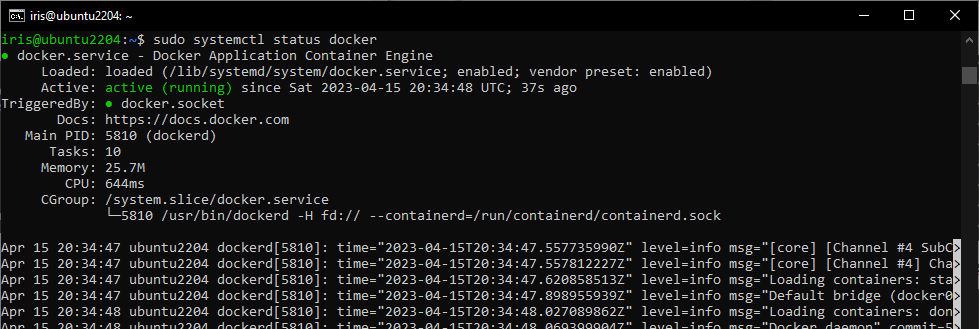 iris@ubuntu2204: ~
iris@ubuntu2204:~$ sudo systemctl status docker
● docker.service - Docker Application Container Engine
Loaded: loaded (/lib/systemd/system/docker.service; enabled; vendor preset: enabled)
Active: active (running) since Sat 2023-04-15 20:34:48 UTC; 37s ago
TriggeredBy: ● docker.socket
Docs: https://docs.docker.com
Main PID: 5810 (dockerd)
Tasks: 10
Memory: 25.7M
CPU: 644ms
CGroup: /system.slice/docker.service
└─5810 /usr/bin/dockerd -H fd:// --containerd=/run/containerd/containerd.sock
Apr 15 20:34:47 ubuntu2204 dockerd[5810]: time="2023-04-15T20:34:47.557735990Z" level=info msg="[core] [Channel #4 SubC>
Apr 15 20:34:47 ubuntu2204 dockerd[5810]: time="2023-04-15T20:34:47.557812227Z" level=info msg="[core] [Channel #4] Cha>
Apr 15 20:34:47 ubuntu2204 dockerd[5810]: time="2023-04-15T20:34:47.620858513Z" level=info msg="Loading containers: sta>
Apr 15 20:34:47 ubuntu2204 dockerd[5810]: time="2023-04-15T20:34:47.898955939Z" level=info msg="Default bridge (docker0>
Apr 15 20:34:48 ubuntu2204 dockerd[5810]: time="2023-04-15T20:34:48.027089862Z" level=info msg="Loading containers: don>
Apr 15 20:34:48 ubuntu2204 dockerd[5810]: time="2023-04-15T20:34:48.069399904Z" level=info msg="Docker daemon" commit=5>